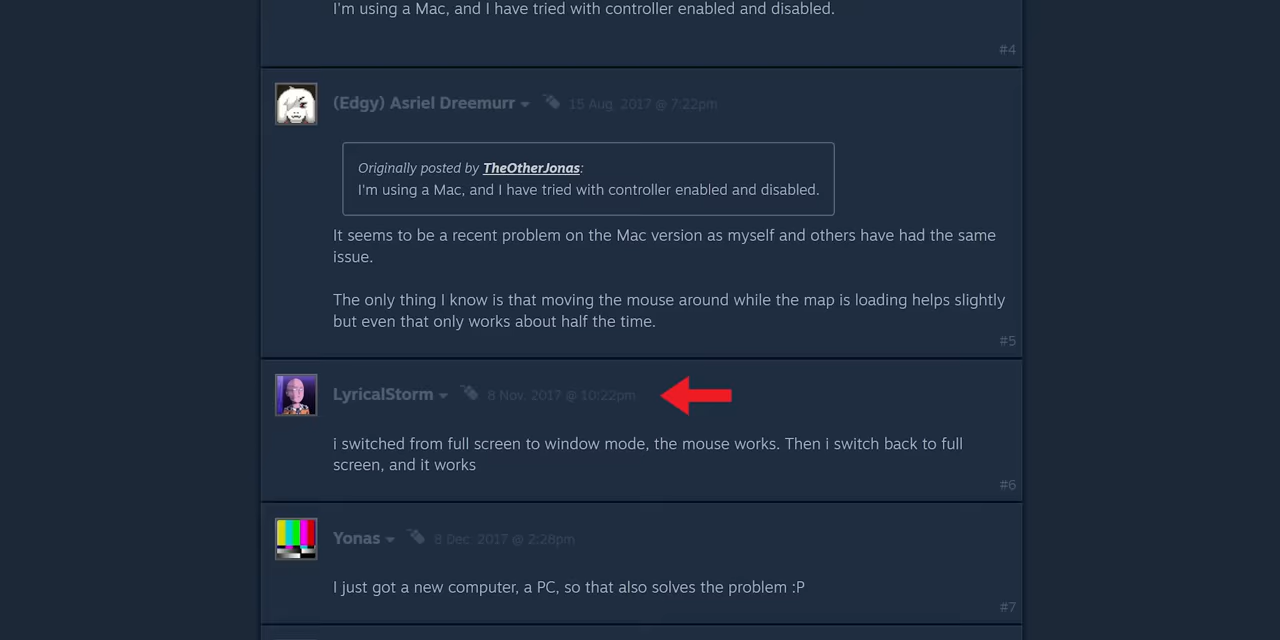 I'm using a Mac, and I have tried with controller enabled and disabled.
#4
(Edgy) Asriel Dreemurr 15 Aug, 2017 @ 7:22pm
Originally posted by TheOtherJonas:
I'm using a Mac, and I have tried with controller enabled and disabled.
It seems to be a recent problem on the Mac version as myself and others have had the same
issue.
The only thing I know is that moving the mouse around while the map is loading helps slightly
but even that only works about half the time.
#5
LyricalStorm 8 Nov, 2017 @ 10:22pm
i switched from full screen to window mode, the mouse works. Then i switch back to full
screen, and it works
#6
Yonas 8 Dec, 2017 @ 2:28pm
I just got a new computer, a PC, so that also solves the problem :P
#7